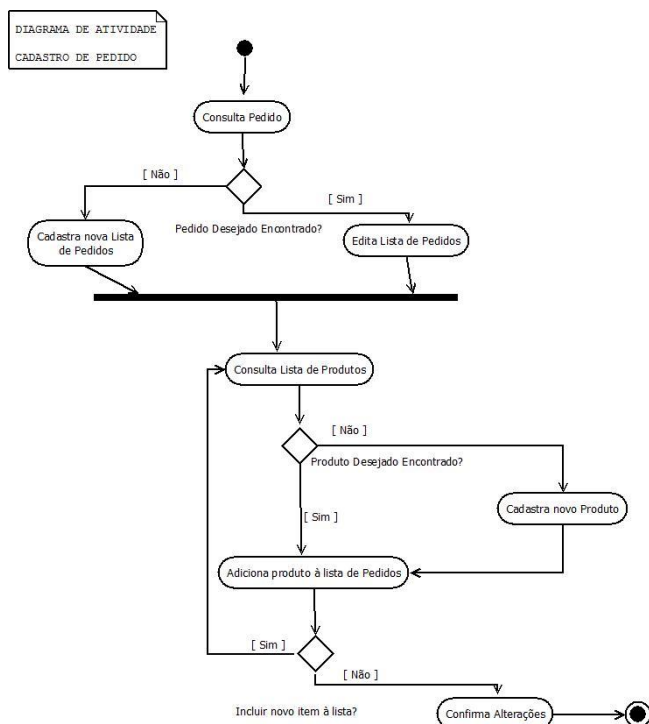 DIAGRAMA DE ATIVIDADE
CADASTRO DE PEDIDO
Consulta Pedido
[ Não ]
[ Sim ]
Pedido Desejado Encontrado?
Cadastra nova Lista
de Pedidos
Edita Lista de Pedidos
Consulta Lista de Produtos
[ Não ]
Produto Desejado Encontrado?
[ Sim ]
Cadastra novo Produto
Adiciona produto à lista de Pedidos
[ Sim ]
[ Não ]
Incluir novo item à lista?
Confirma Alterações